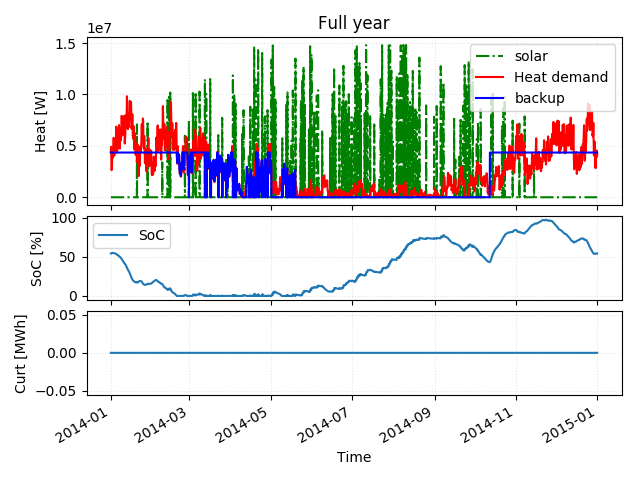 Full year
1e7
Heat [W]
1.5
1.0
0.5
0.0
solar
Heat demand
backup
SoC [%]
100
50
0
SoC
Curt [MWh]
0.05
0.00
−0.05
2014-01
2014-03
2014-05
2014-07
2014-09
2014-11
2015-01
Time